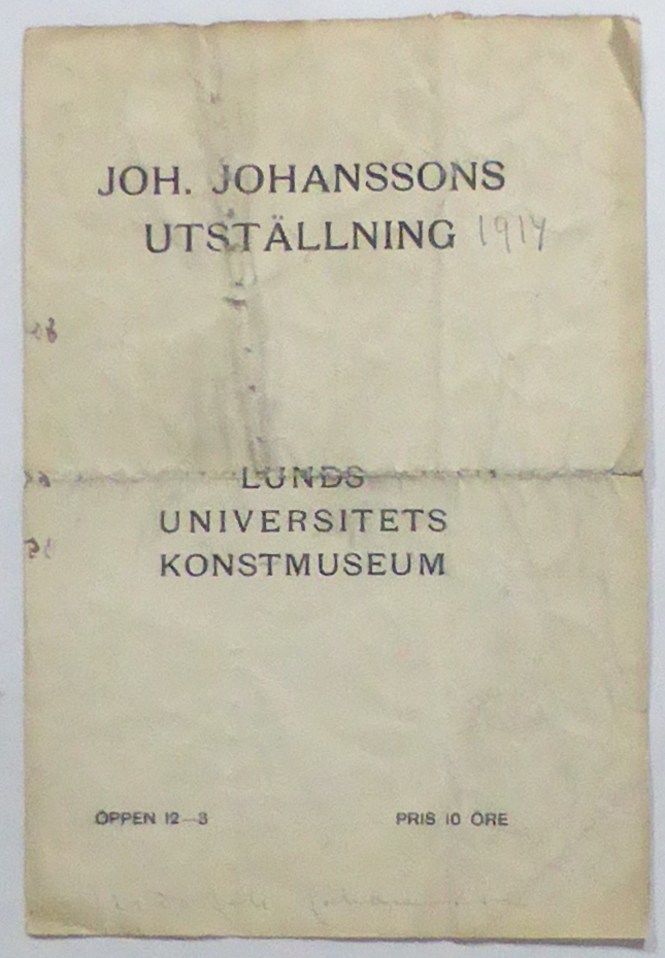 JOH. JOHANSSONS
UTSTÄLLNING 1914
LUNDS
UNIVERSITETS
KONSTMUSEUM
ÖPPEN 12—3 PRIS 10 ÖRE